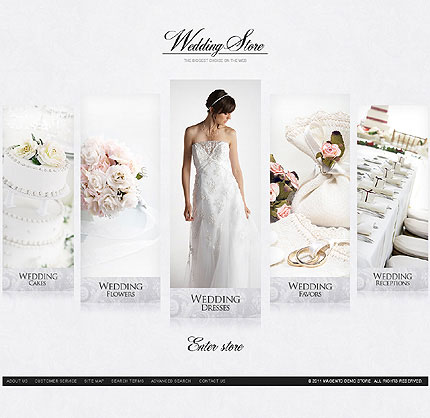 Wedding Store
THE BIGGEST CHOICE ON THE WEB
WEDDING
CAKES
WEDDING
FLOWERS
WEDDING
DRESSES
WEDDING
FAVORS
WEDDING
RECEPTIONS
Enter store
ABOUT US CUSTOMER SERVICE SITE MAP SEARCH TERMS ADVANCED SEARCH CONTACT US © 2011 MAGENTO DEMO STORE. ALL RIGHTS RESERVED.